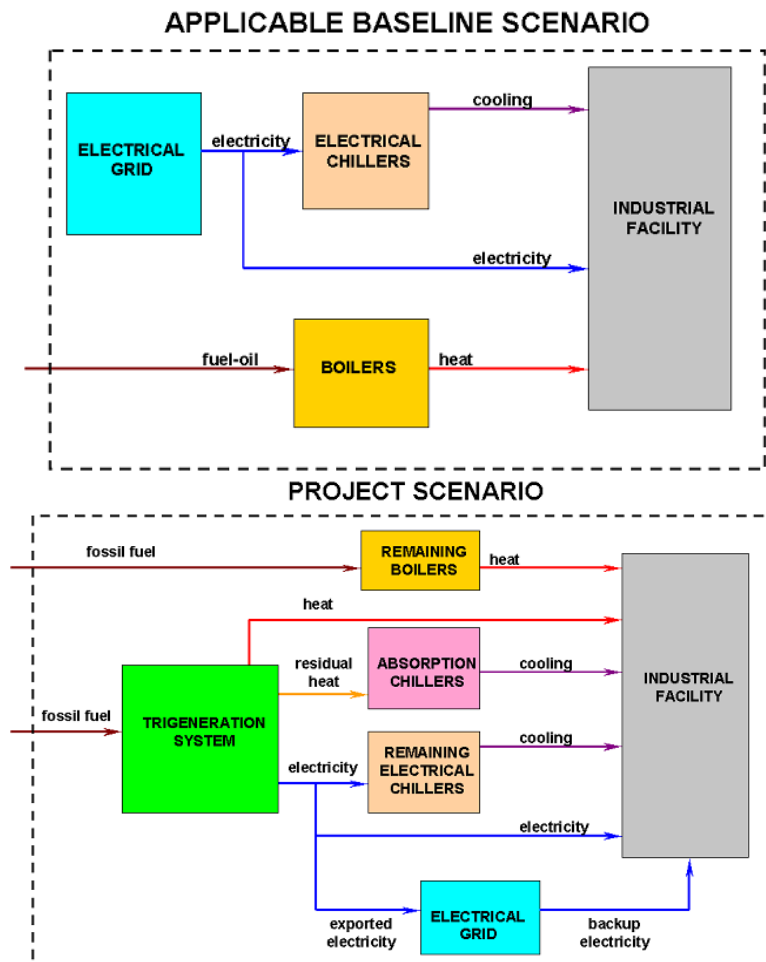 APPLICABLE BASELINE SCENARIO
cooling
ELECTRICAL
GRID
electricity
ELECTRICAL
CHILLERS
INDUSTRIAL
FACILITY
electricity
fuel-oil
BOILERS
heat
PROJECT SCENARIO
fossil fuel
REMAINING
BOILERS
heat
heat
residual
heat
ABSORPTION
CHILLERS
cooling
INDUSTRIAL
FACILITY
fossil fuel
TRIGENERATION
SYSTEM
electricity
REMAINING
ELECTRICAL
CHILLERS
cooling
electricity
exported
electricity
ELECTRICAL
GRID
backup
electricity